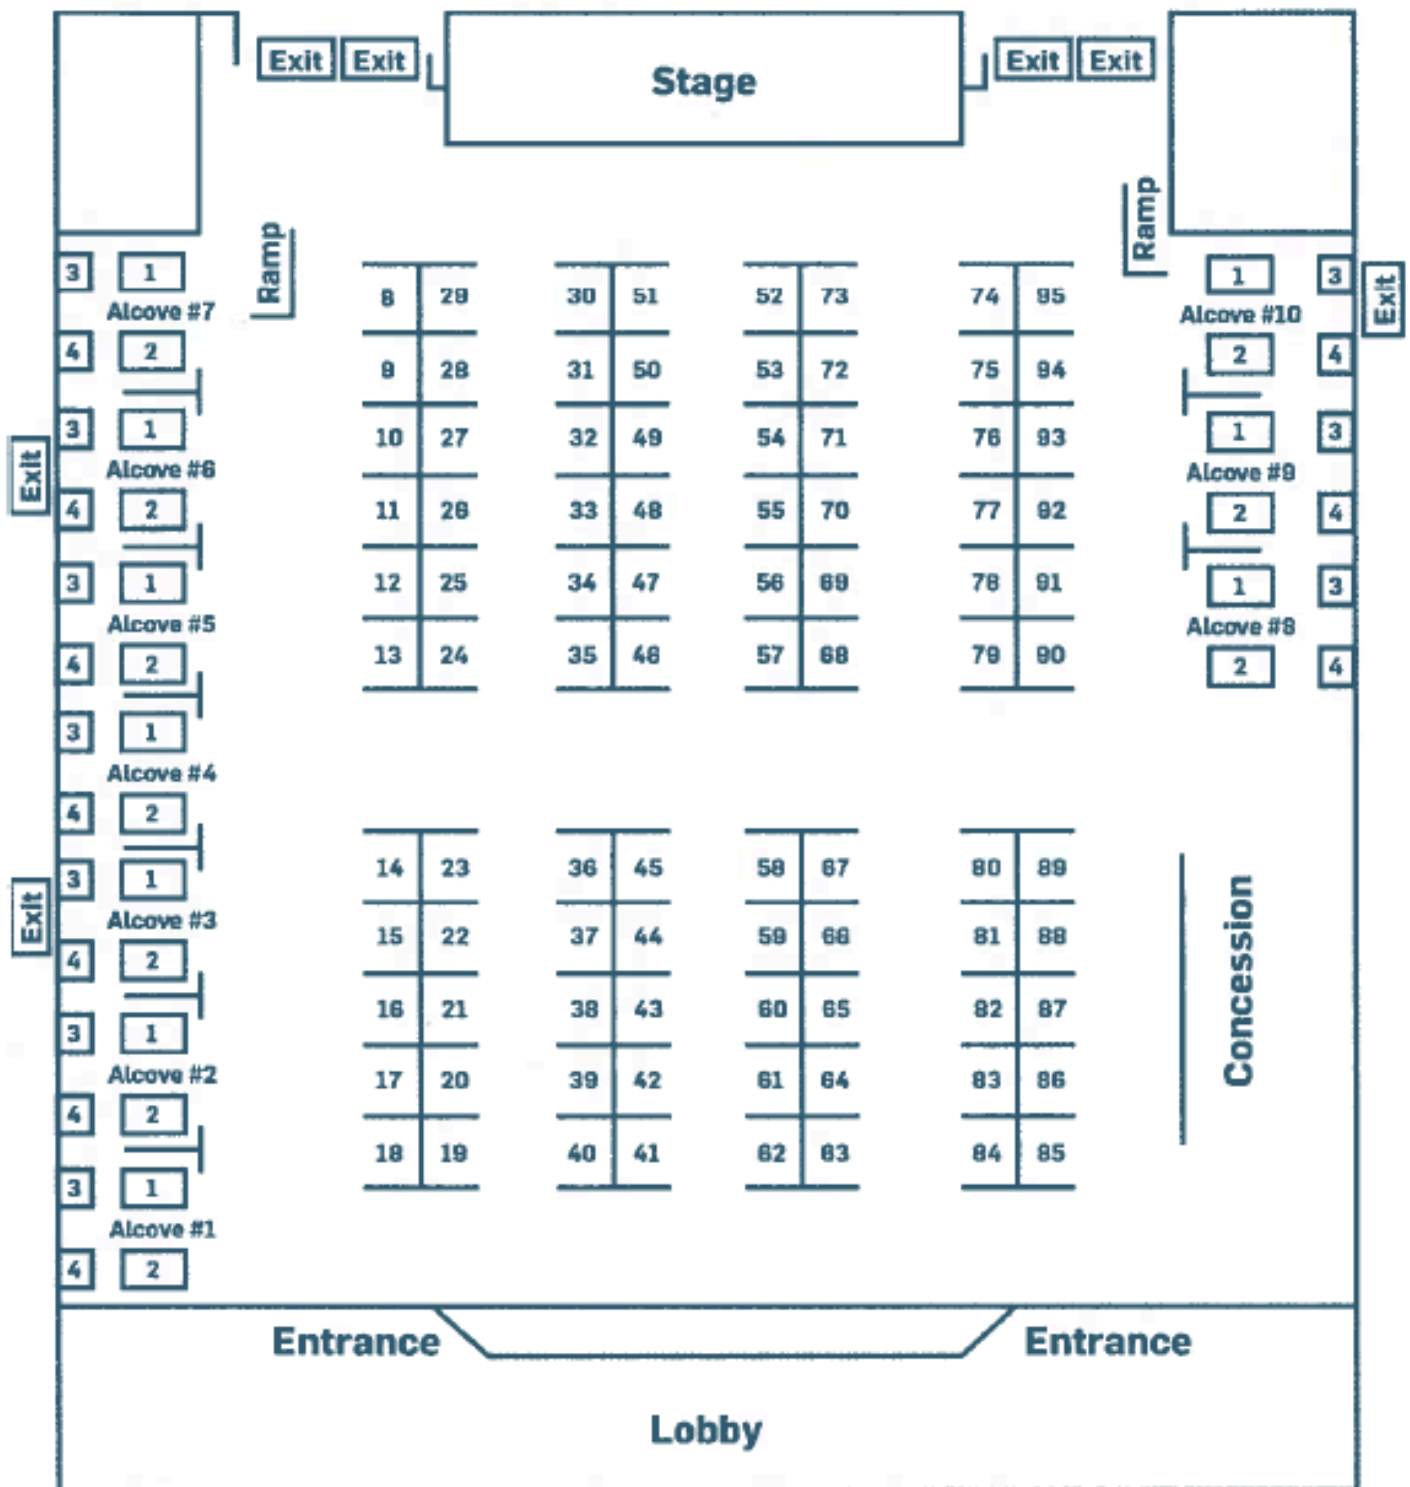 Exit Exit Stage Exit Exit
Ramp Ramp
3 1 1 3 Exit
8 29 30 51 52 73 74 95
Alcove #7 Alcove #10
4 2 2 4
9 28 31 50 53 72 75 94
3 1 1 3
10 27 32 49 54 71 76 93
Exit Alcove #6 Alcove #9
4 2 2 4
11 26 33 48 55 70 77 92
3 1 1 3
12 25 34 47 56 69 78 91
Alcove #5 Alcove #8
4 2 2 4
13 24 35 46 57 68 79 90
3 1
Alcove #4
4 2
14 23 36 45 58 67 80 89
3 1
Exit Alcove #3 Concession
15 22 37 44 59 66 81 88
4 2
16 21 38 43 60 65 82 87
3 1
Alcove #2
17 20 39 42 61 64 83 86
4 2
18 19 40 41 62 63 84 85
3 1
Alcove #1
4 2
Entrance Entrance
Lobby